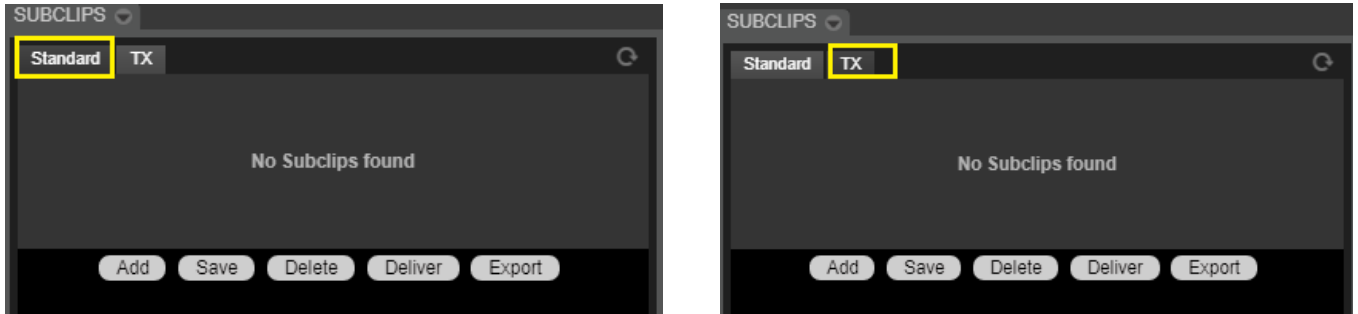 SUBCLIPS
Standard TX
No Subclips found
Add Save Delete Deliver Export
SUBCLIPS
Standard TX
No Subclips found
Add Save Delete Deliver Export